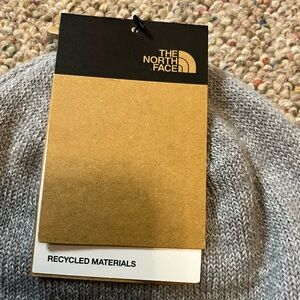 THE
NORTH
FACE
RECYCLED MATERIALS